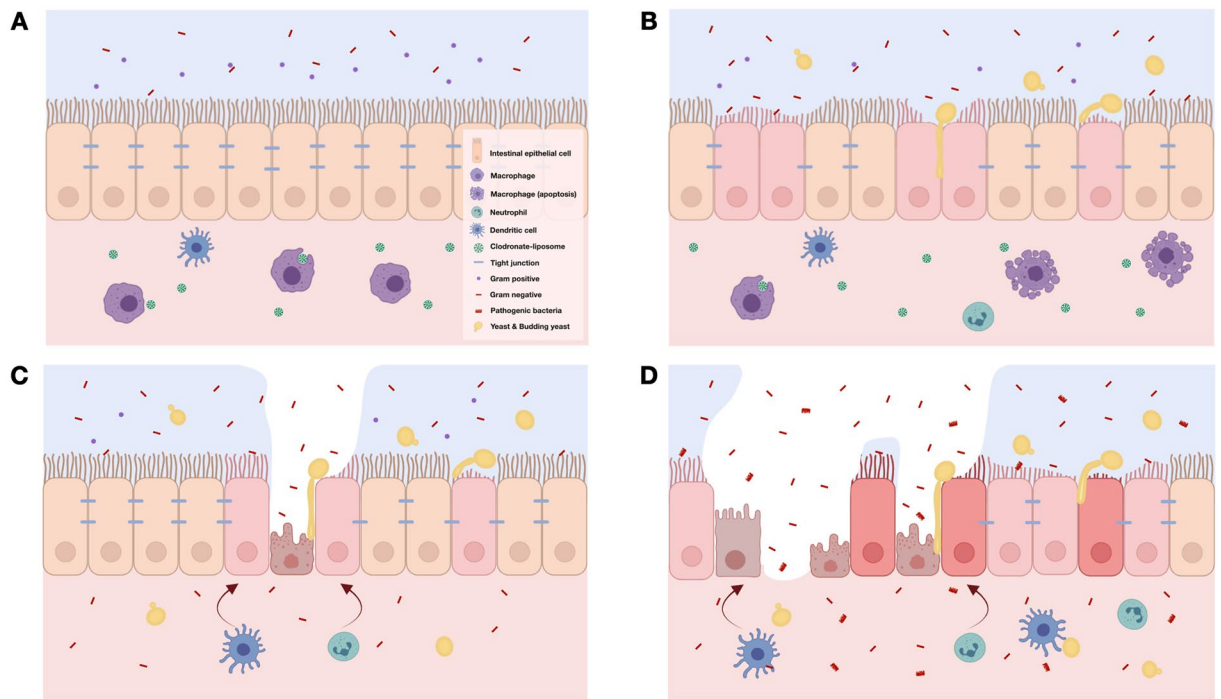 A
B
Intestinal epithelial cell
Macrophage
Macrophage (apoptosis)
Neutrophil
Dendritic cell
Clodronate-liposome
Tight junction
Gram positive
Gram negative
Pathogenic bacteria
Yeast & Budding yeast
C
D